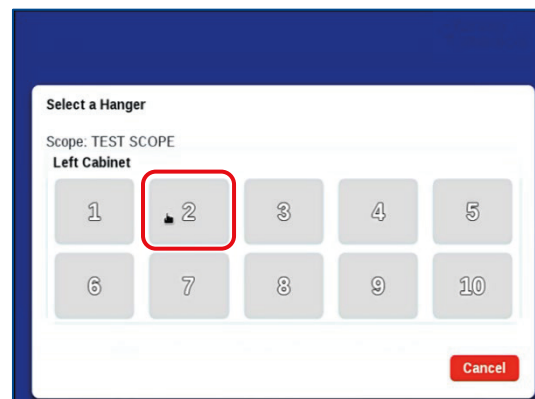 Select a Hanger
Scope: TEST SCOPE
Left Cabinet
1 2 3 4 5
6 7 8 9 10
Cancel